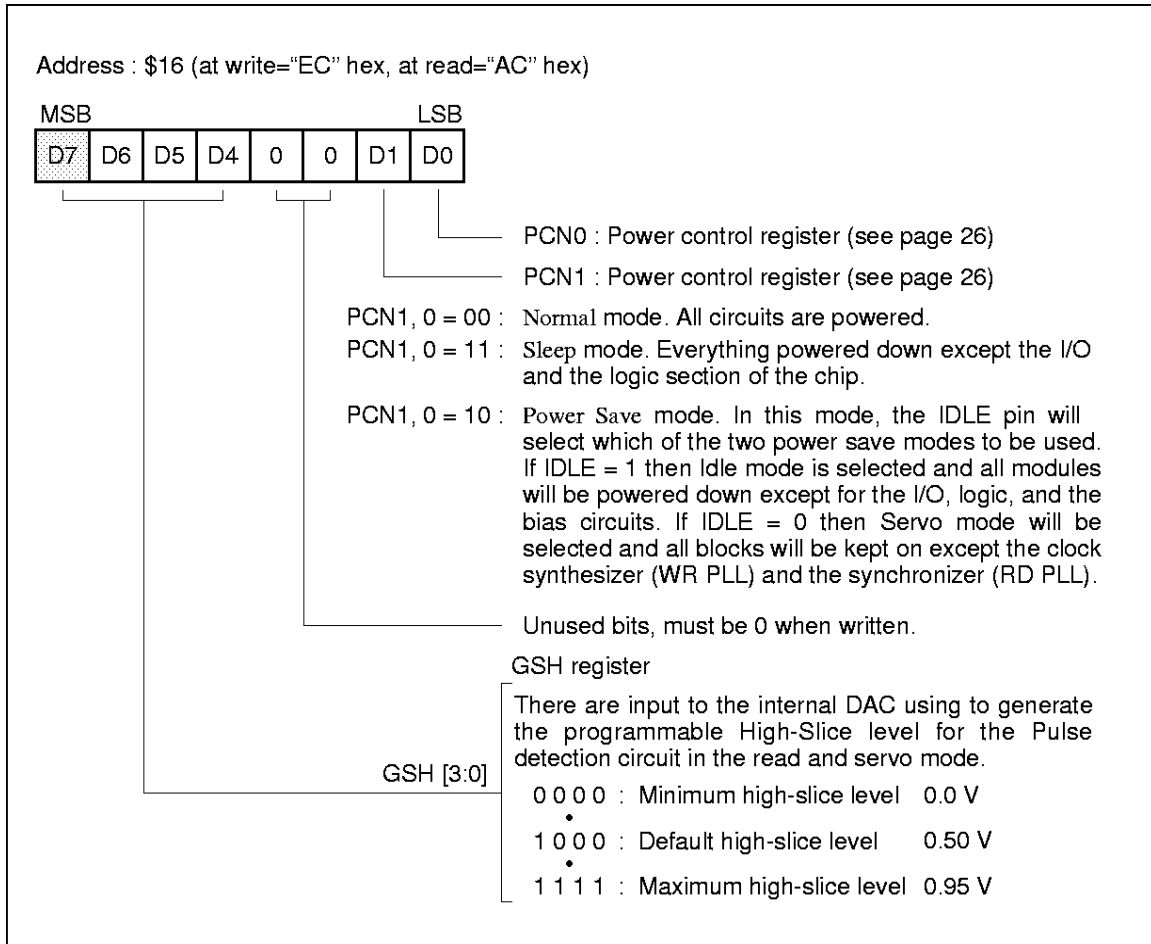 Address : $16 (at write=“EC” hex, at read=“AC” hex)
MSB LSB
D7 D6 D5 D4 0 0 D1 D0
PCN0 : Power control register (see page 26)
PCN1 : Power control register (see page 26)
PCN1, 0 = 00 : Normal mode. All circuits are powered.
PCN1, 0 = 11 : Sleep mode. Everything powered down except the I/O
and the logic section of the chip.
PCN1, 0 = 10 : Power Save mode. In this mode, the IDLE pin will
select which of the two power save modes to be used.
If IDLE = 1 then Idle mode is selected and all modules
will be powered down except for the I/O, logic, and the
bias circuits. If IDLE = 0 then Servo mode will be
selected and all blocks will be kept on except the clock
synthesizer (WR PLL) and the synchronizer (RD PLL).
Unused bits, must be 0 when written.
GSH register
There are input to the internal DAC using to generate
the programmable High-Slice level for the Pulse
detection circuit in the read and servo mode.
GSH [3:0]
0 0 0 0 : Minimum high-slice level 0.0 V
1 0 0 0 : Default high-slice level 0.50 V
1 1 1 1 : Maximum high-slice level 0.95 V